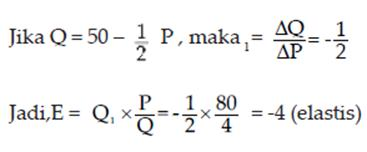 Jika Q = 50 – 1/2 P , maka ₁= ΔQ/ΔP = -1/2
Jadi,E = Q₁ × P/Q = -1/2 × 80/4 = -4 (elastis)